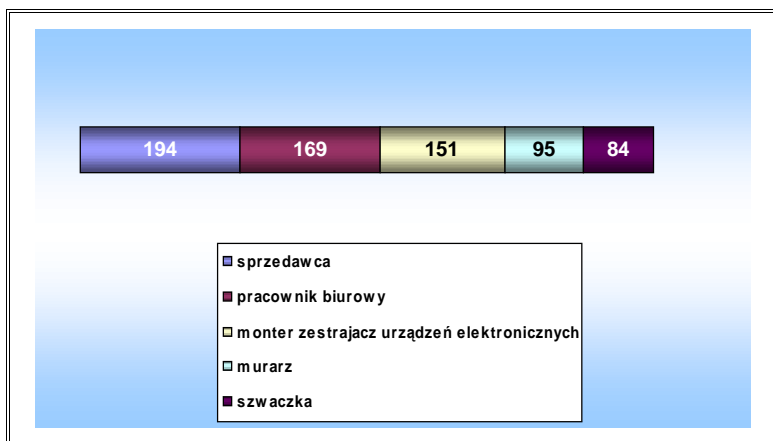 194 169 151 95 84
sprzedawca
pracownik biurowy
monter zestrajacz urządzeń elektronicznych
murarz
szwaczka